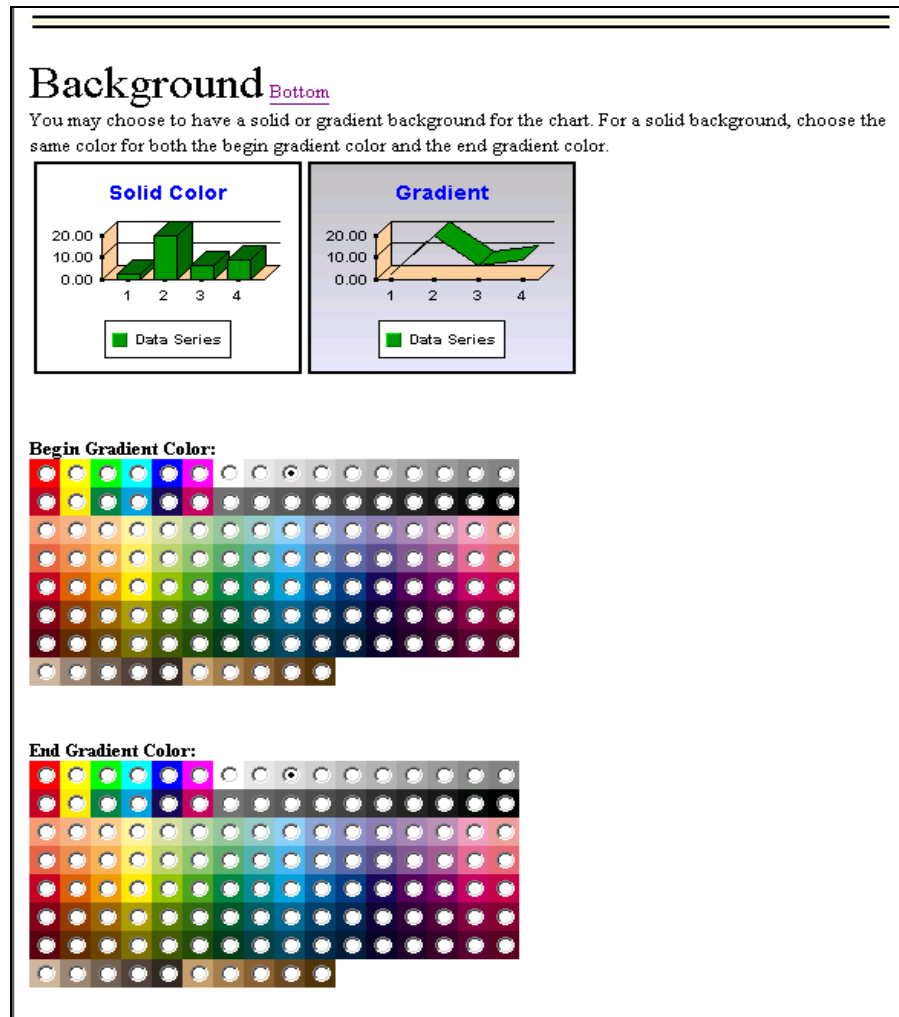 Background Bottom
You may choose to have a solid or gradient background for the chart. For a solid background, choose the
same color for both the begin gradient color and the end gradient color.
Solid Color
20.00
10.00
0.00
1 2 3 4
Data Series
Gradient
20.00
10.00
0.00
1 2 3 4
Data Series
Begin Gradient Color:
End Gradient Color: